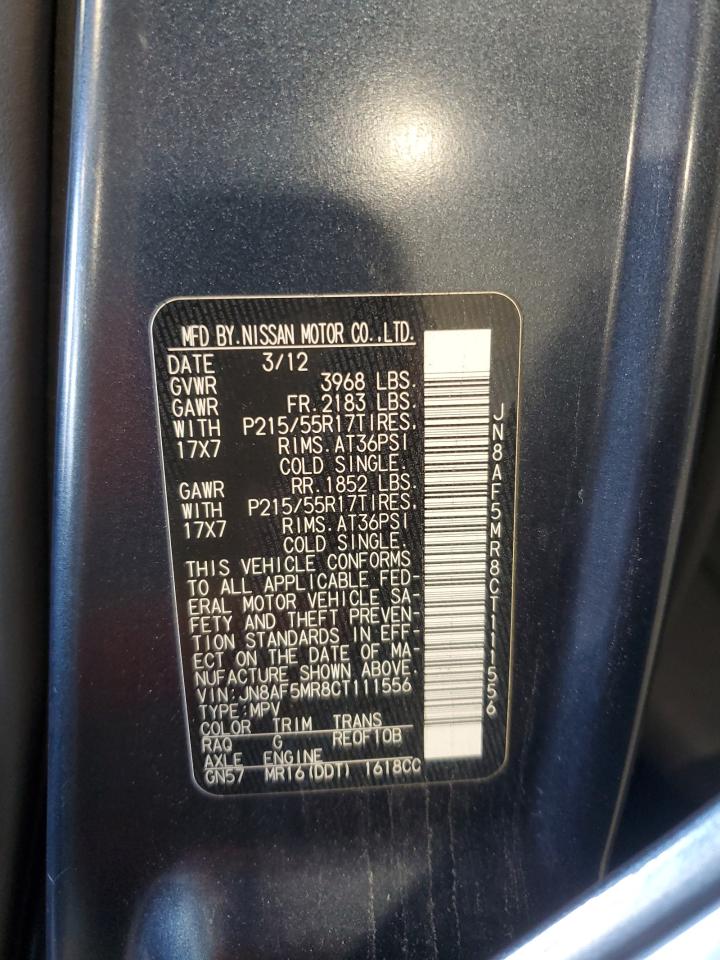 MFD BY.NISSAN MOTOR CO.,LTD.
DATE 3/12
GVWR 3968 LBS.
GAWR FR.2183 LBS.
WITH P215/55R17TIRES.
17X7 RIMS.AT36PSI
COLD SINGLE.
GAWR RR.1852 LBS.
WITH P215/55R17TIRES.
17X7 RIMS.AT36PSI
COLD SINGLE.
THIS VEHICLE CONFORMS
TO ALL APPLICABLE FED-
ERAL MOTOR VEHICLE SA-
FETY AND THEFT PREVEN-
TION STANDARDS IN EFF-
ECT ON THE DATE OF MA-
NUFACTURE SHOWN ABOVE.
VIN:JN8AF5MR8CT111556
TYPE:MPV
COLOR TRIM TRANS
RAQ G RE0F10B
AXLE ENGINE
GN57 MR16(DDT) 1618CC
JN8AF5MR8CT111556